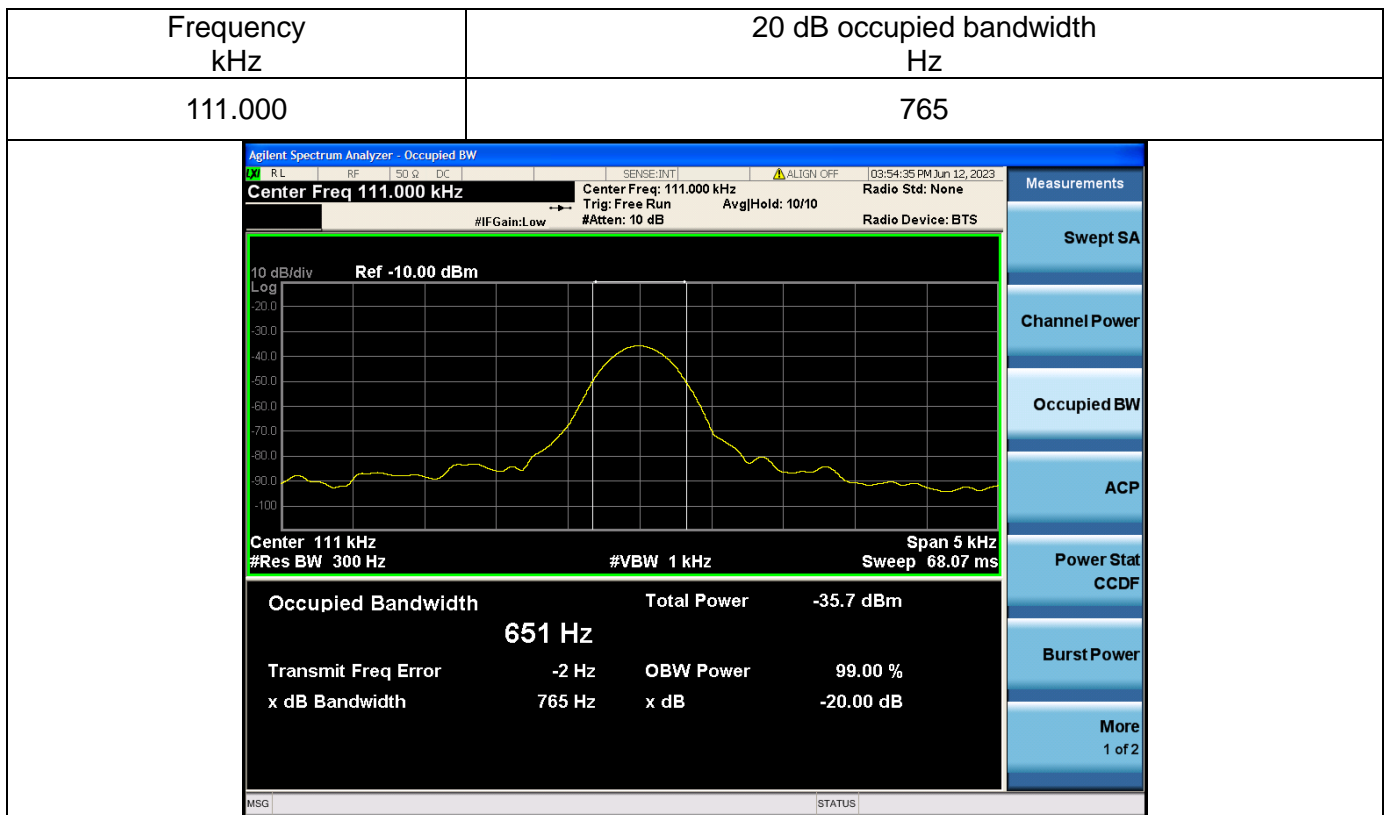 Frequency
kHz
20 dB occupied bandwidth
Hz
111.000
765
Agilent Spectrum Analyzer - Occupied BW
LXI RL RF 50 Ω DC SENSE:INT ALIGN OFF 03:54:35 PM Jun 12, 2023
Center Freq 111.000 kHz
Center Freq: 111.000 kHz
Radio Std: None
Trig: Free Run Avg|Hold: 10/10
#IFGain:Low
#Atten: 10 dB
Radio Device: BTS
10 dB/div Ref -10.00 dBm
Log
-20.0
-30.0
-40.0
-50.0
-60.0
-70.0
-80.0
-90.0
-100
Center 111 kHz Span 5 kHz
#Res BW 300 Hz #VBW 1 kHz Sweep 68.07 ms
Occupied Bandwidth Total Power -35.7 dBm
651 Hz
Transmit Freq Error -2 Hz OBW Power 99.00 %
x dB Bandwidth 765 Hz x dB -20.00 dB
MSG STATUS
Measurements
Swept SA
Channel Power
Occupied BW
ACP
Power Stat
CCDF
Burst Power
More
1 of 2